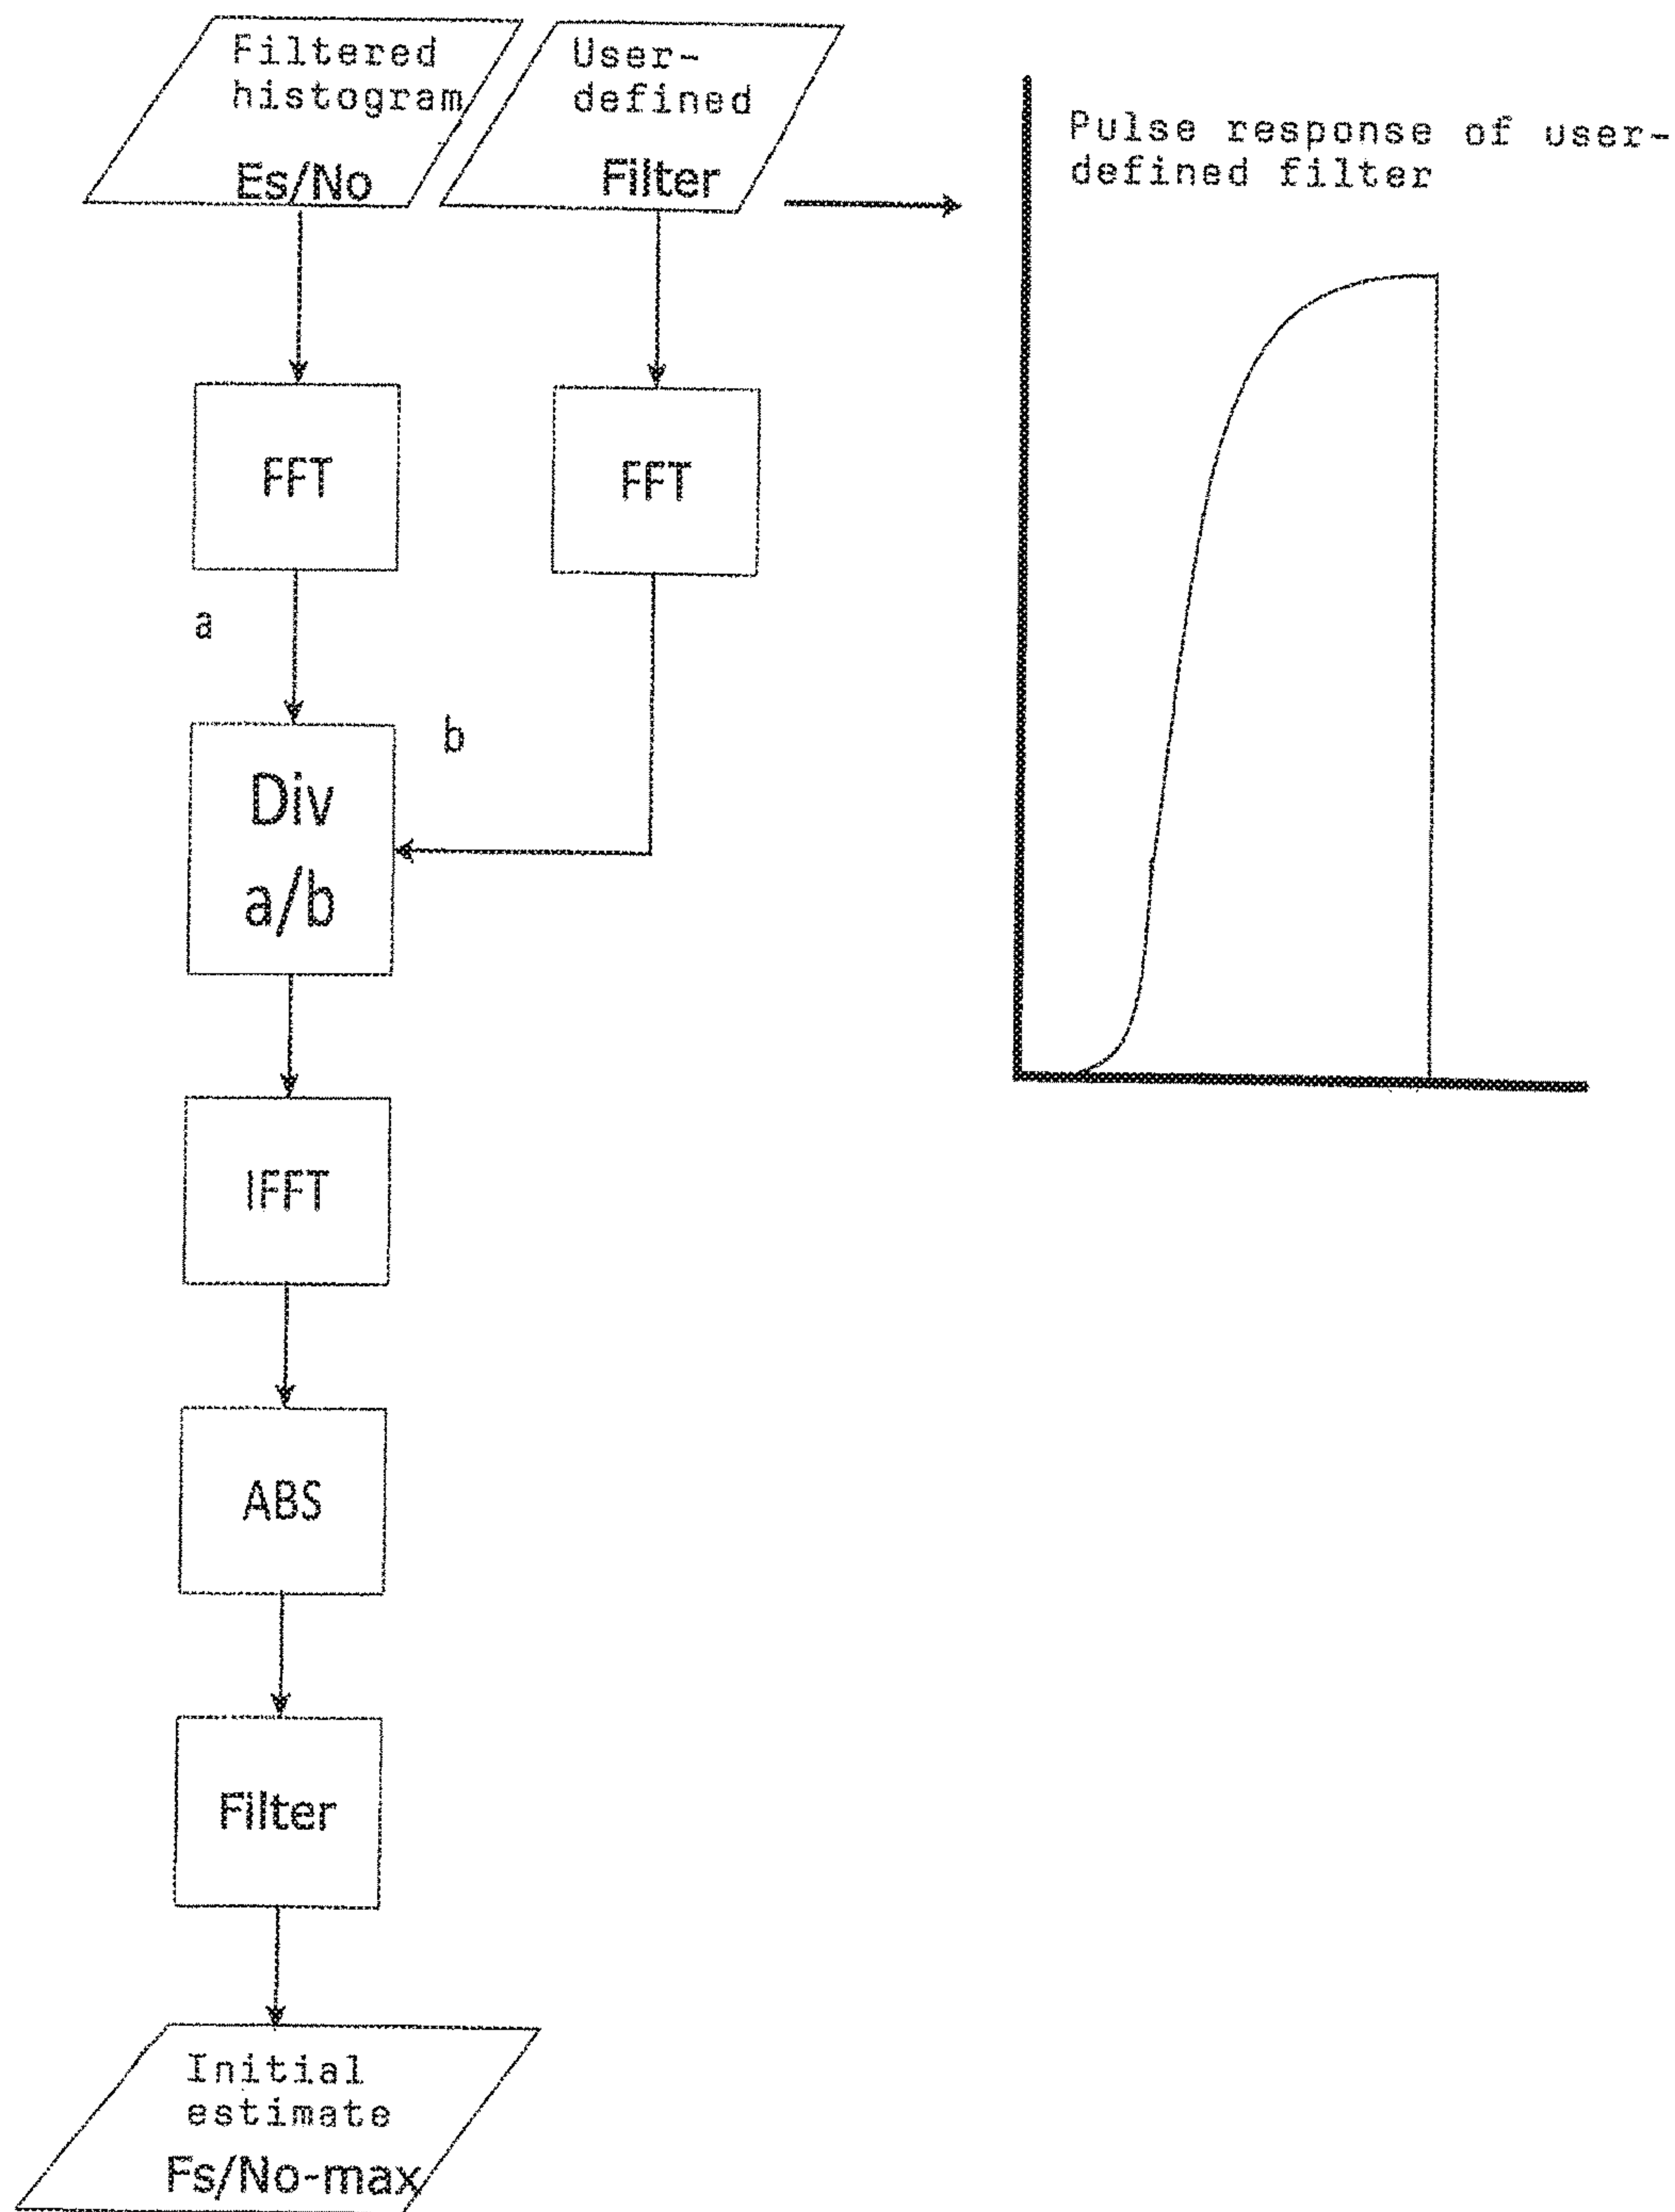 Filtered
histogram
Es/No
User-
defined
Filter
Pulse response of user-
defined filter
FFT
FFT
a
b
Div
a/b
IFFT
ABS
Filter
Initial
estimate
Fs/No-max